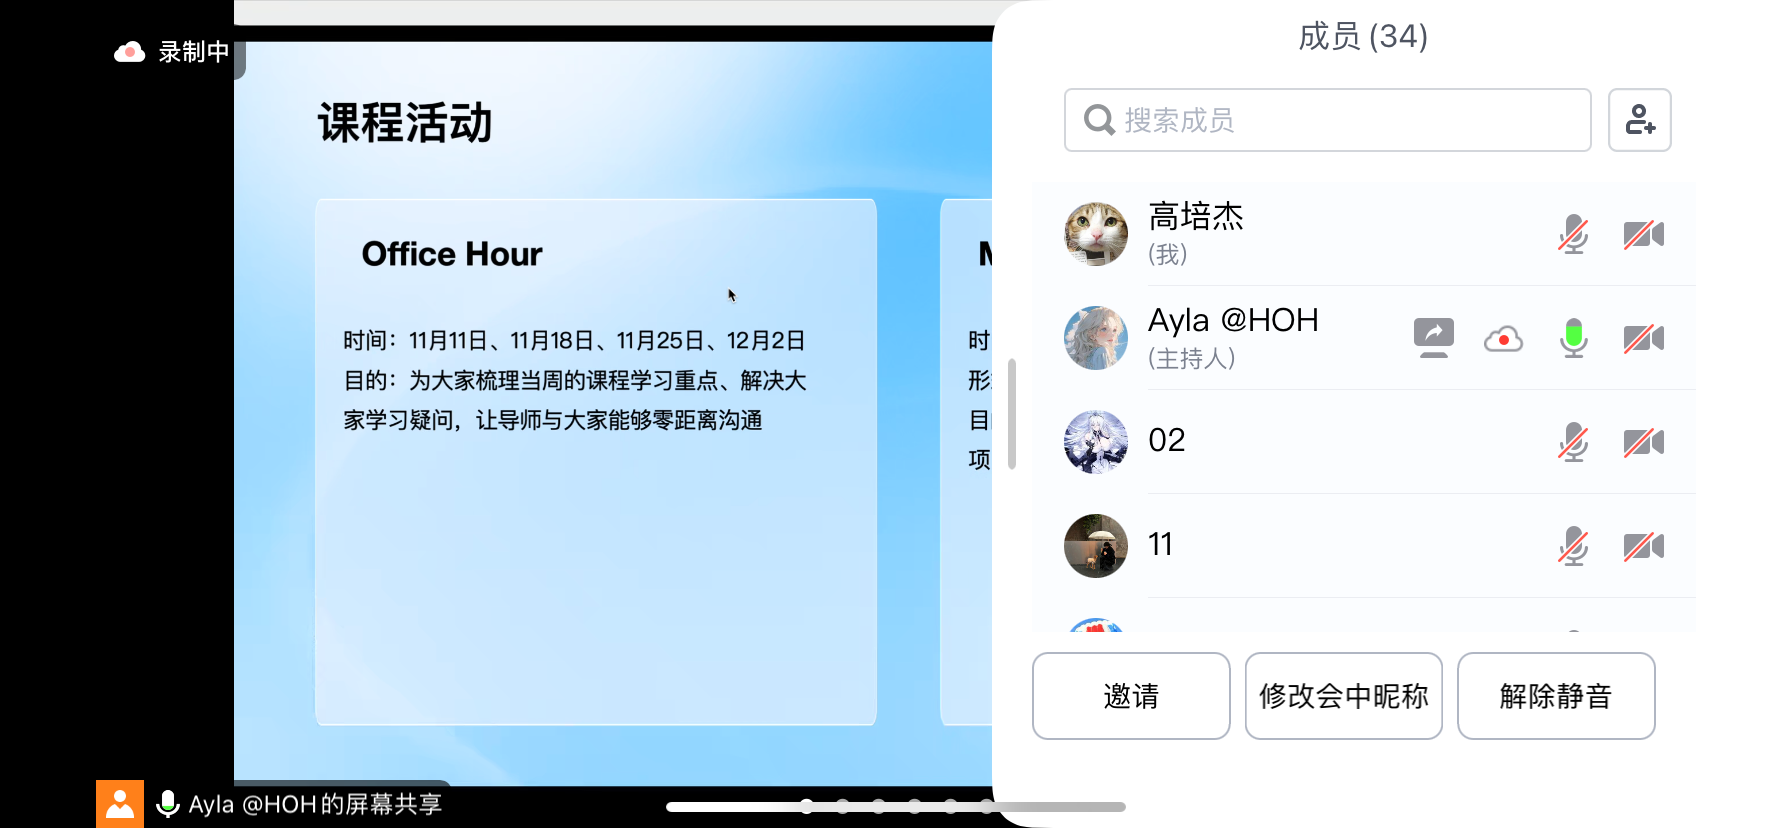 录制中
课程活动
Office Hour
时间：11月11日、11月18日、11月25日、12月2日
目的：为大家梳理当周的课程学习重点、解决大
家学习疑问，让导师与大家能够零距离沟通
时
形
目
项
Ayla @HOH的屏幕共享
成员(34)
搜索成员
高培杰
(我)
Ayla @HOH
(主持人)
02
11
邀请
修改会中昵称
解除静音